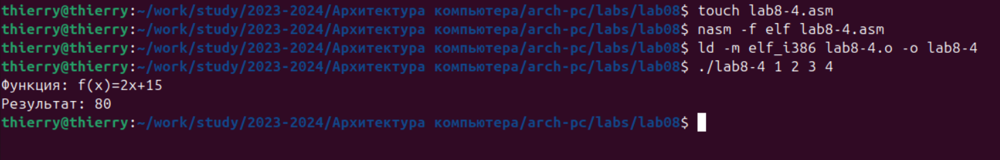 thierry@thierry:~/work/study/2023-2024/Архитектура компьютера/arch-pc/labs/lab08$ touch lab8-4.asm
thierry@thierry:~/work/study/2023-2024/Архитектура компьютера/arch-pc/labs/lab08$ nasm -f elf lab8-4.asm
thierry@thierry:~/work/study/2023-2024/Архитектура компьютера/arch-pc/labs/lab08$ ld -m elf_i386 lab8-4.o -o lab8-4
thierry@thierry:~/work/study/2023-2024/Архитектура компьютера/arch-pc/labs/lab08$ ./lab8-4 1 2 3 4
Функция: f(x)=2x+15
Результат: 80
thierry@thierry:~/work/study/2023-2024/Архитектура компьютера/arch-pc/labs/lab08$